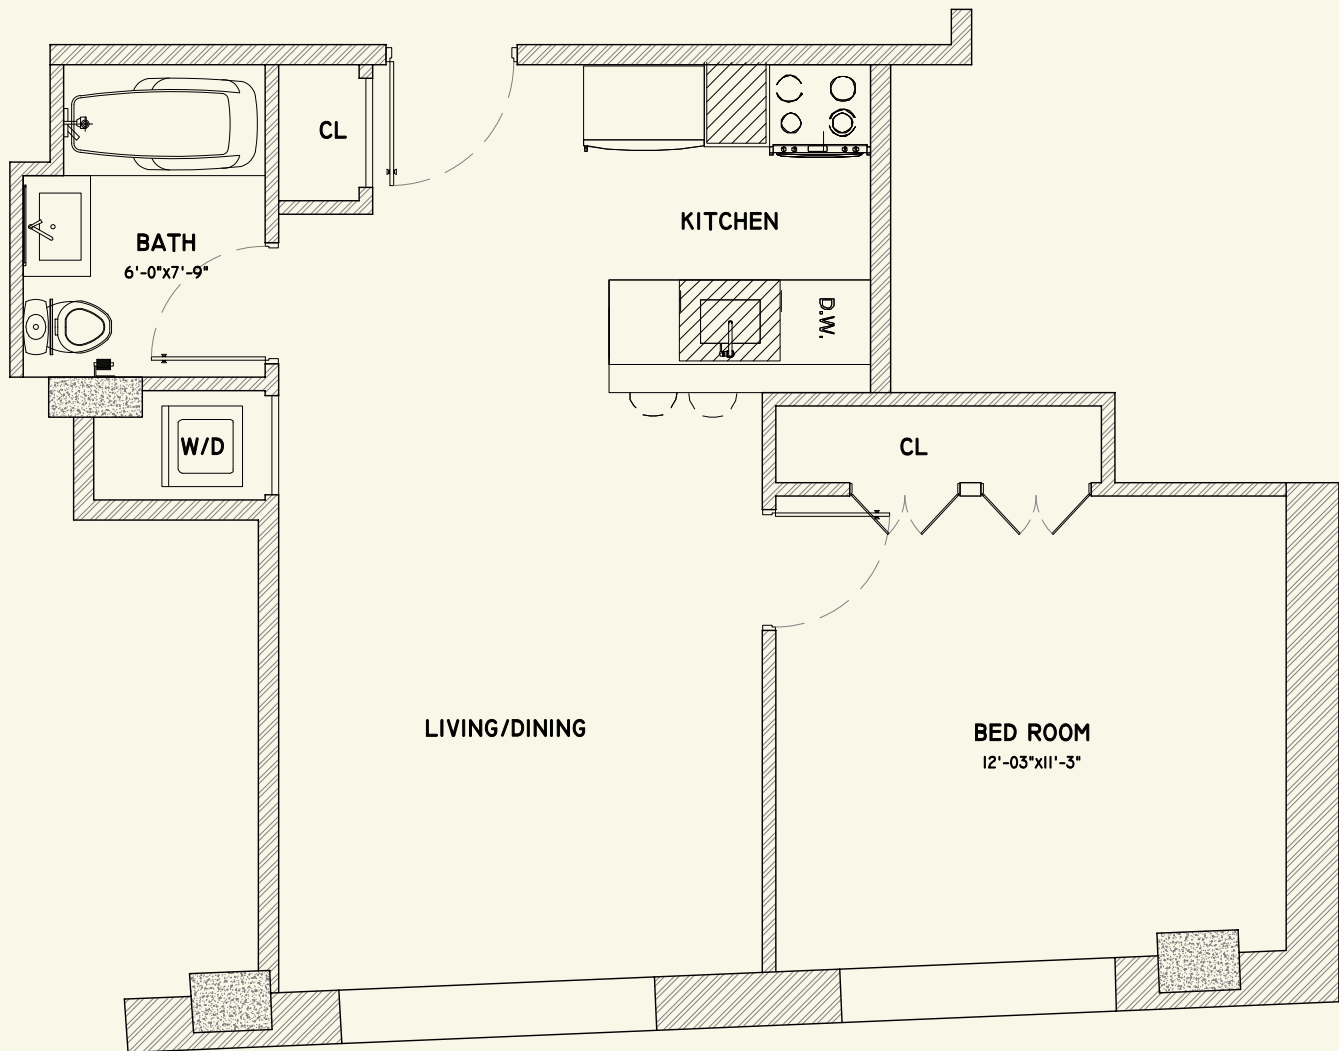 CL
KITCHEN
BATH
6'-0"x7'-9"
D.W.
W/D
CL
LIVING/DINING
BED ROOM
12'-03"x11'-3"